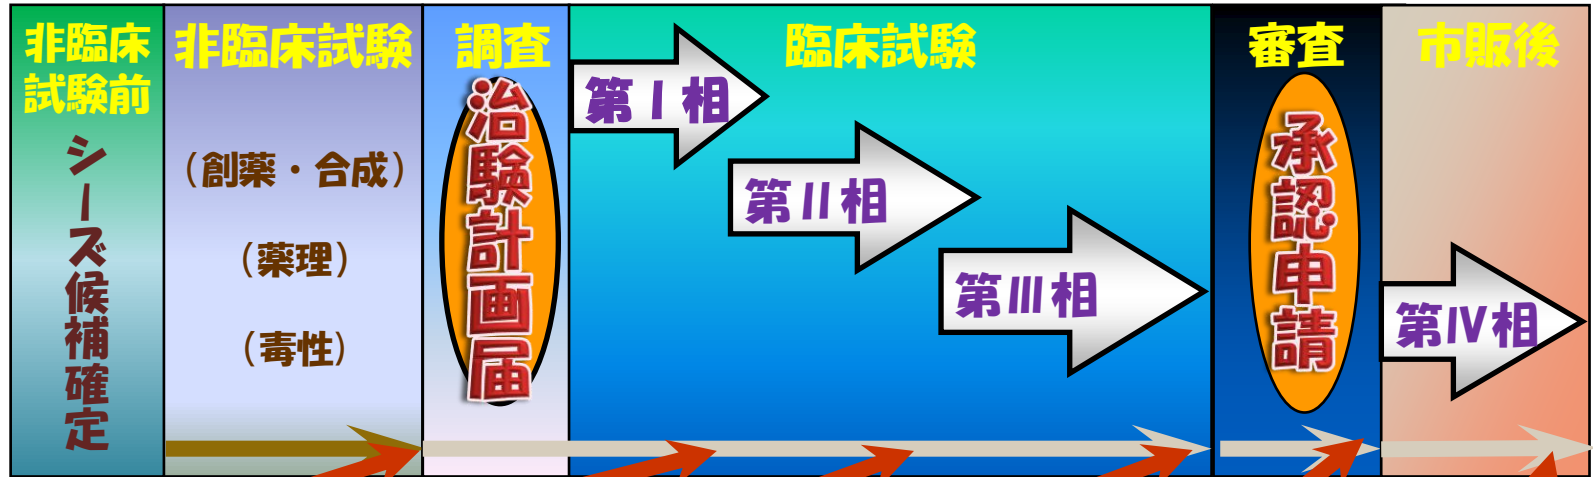 非臨床
試験前
シーズ候補確定
非臨床試験
(創薬・合成)
(薬理)
(毒性)
調査
治験計画届
臨床試験
第Ⅰ相
第Ⅱ相
第Ⅲ相
審査
承認申請
市販後
第Ⅳ相